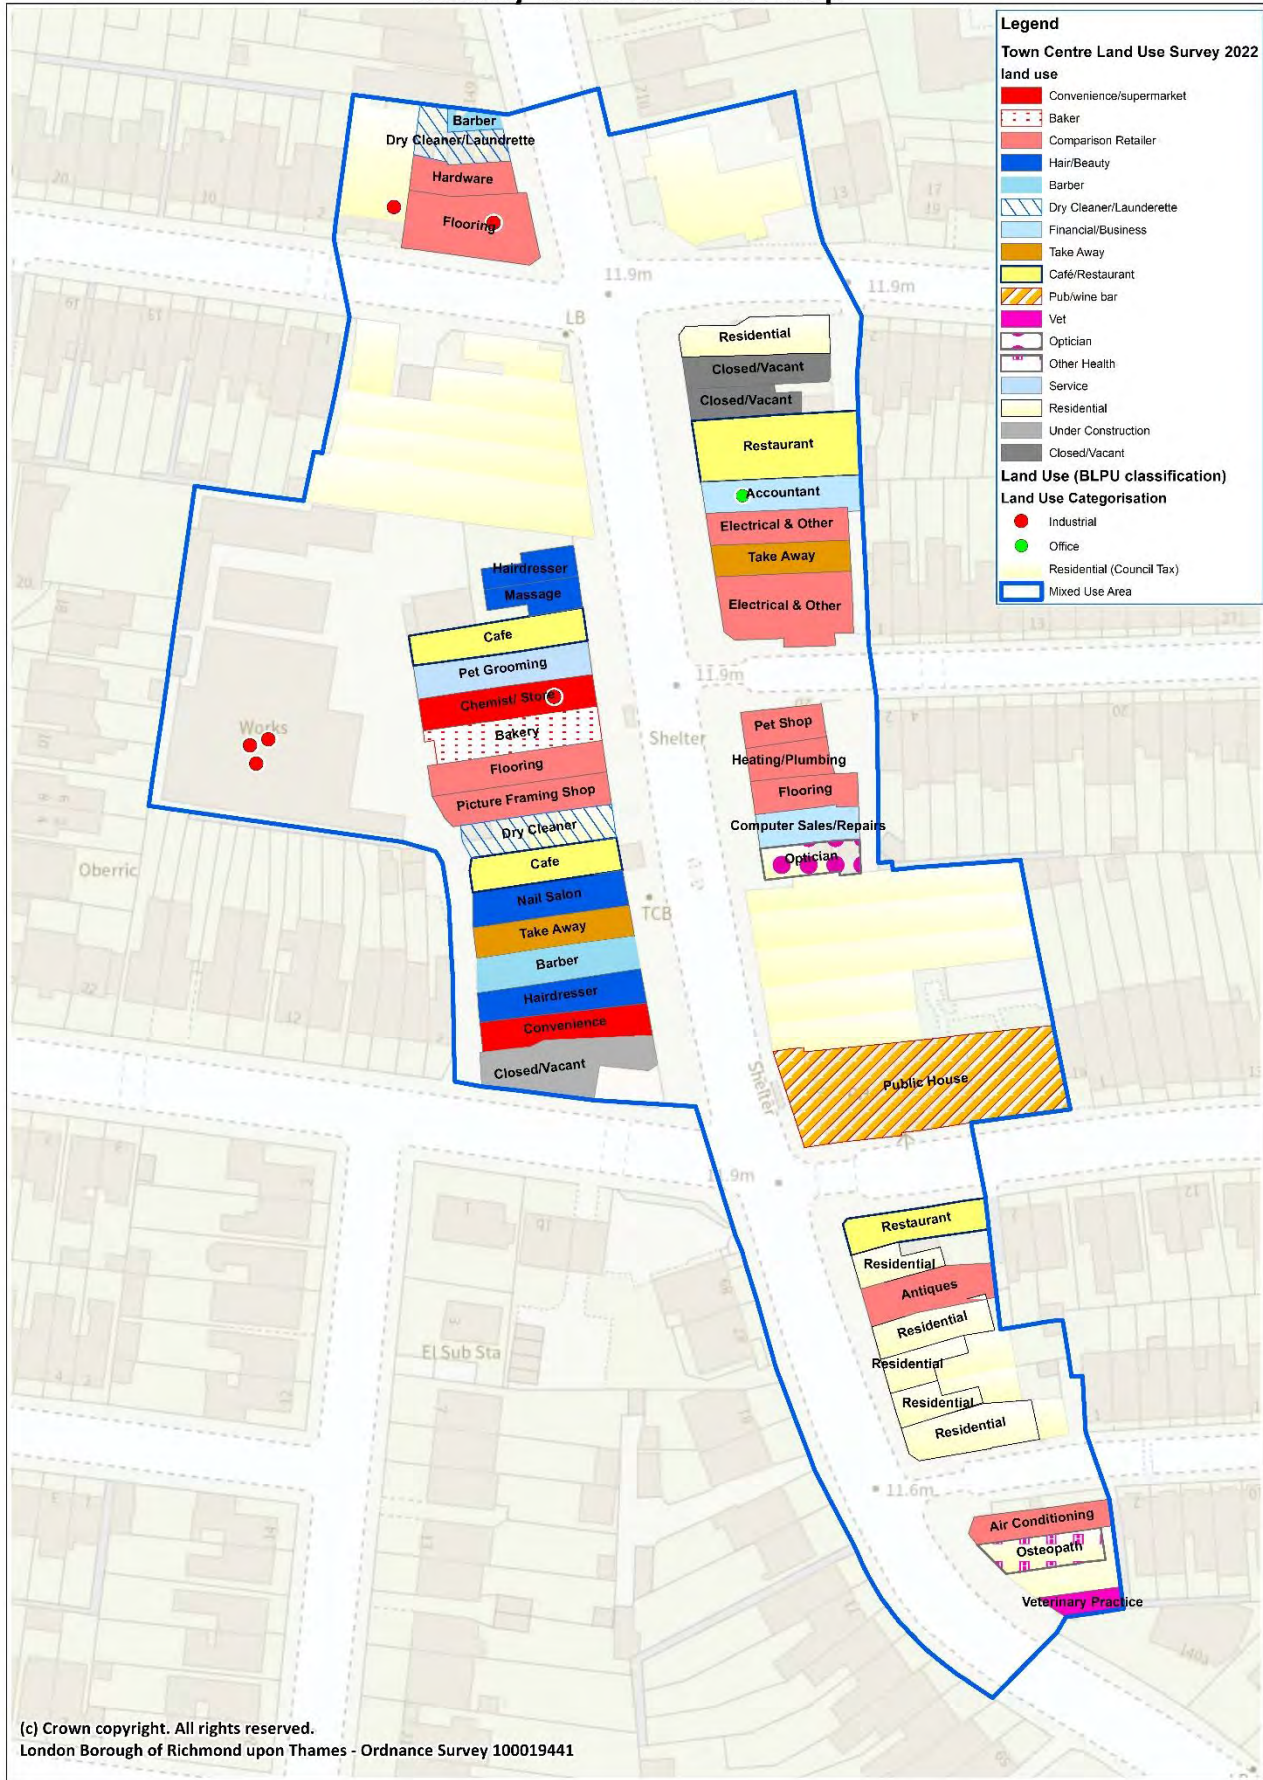 Legend
Town Centre Land Use Survey 2022
land use
Convenience/supermarket
Baker
Comparison Retailer
Hair/Beauty
Barber
Dry Cleaner/Launderette
Financial/Business
Take Away
Café/Restaurant
Pub/wine bar
Vet
Optician
Other Health
Service
Residential
Under Construction
Closed/Vacant
Land Use (BLPU classification)
Land Use Categorisation
Industrial
Office
Residential (Council Tax)
Mixed Use Area
Barber
Dry Cleaner/Laundrette
Hardware
Flooring
11.9m
11.9m
LB
Residential
Closed/Vacant
Closed/Vacant
Restaurant
Accountant
Electrical & Other
Take Away
Electrical & Other
Hairdresser
Massage
Cafe
Pet Grooming
Chemist/ Store
Bakery
Flooring
Picture Framing Shop
Dry Cleaner
Cafe
Nail Salon
Take Away
Barber
Hairdresser
Convenience
Closed/Vacant
Works
Oberric
11.9m
Shelter
TCB
Pet Shop
Heating/Plumbing
Flooring
Computer Sales/Repairs
Optician
Shelter
Public House
11.9m
El Sub Sta
Restaurant
Residential
Antiques
Residential
Residential
Residential
Residential
11.6m
Air Conditioning
Osteopath
Veterinary Practice
(c) Crown copyright. All rights reserved.
London Borough of Richmond upon Thames - Ordnance Survey 100019441